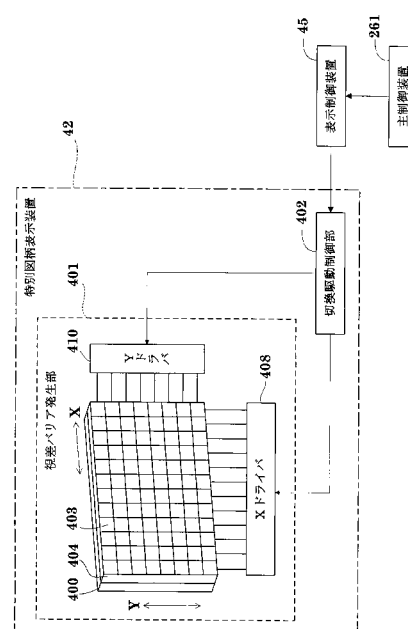 特別図柄表示装置
42
視差バリア発生部
401
400
404
403
X
Y
410
Yドライバ
408
Xドライバ
402
切換駆動制御部
45
表示制御装置
261
主制御装置